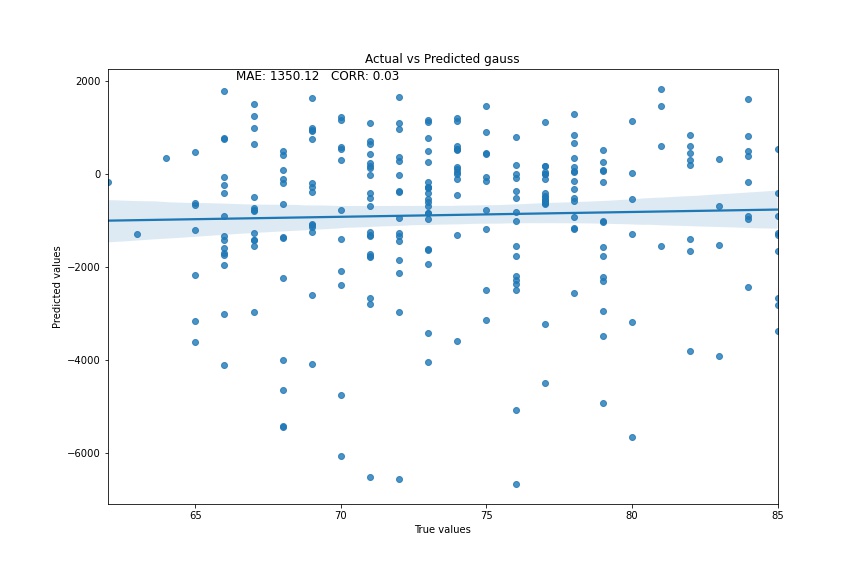 Actual vs Predicted gauss
MAE: 1350.12   CORR: 0.03
2000
0
−2000
−4000
−6000
Predicted values
65
70
75
80
85
True values